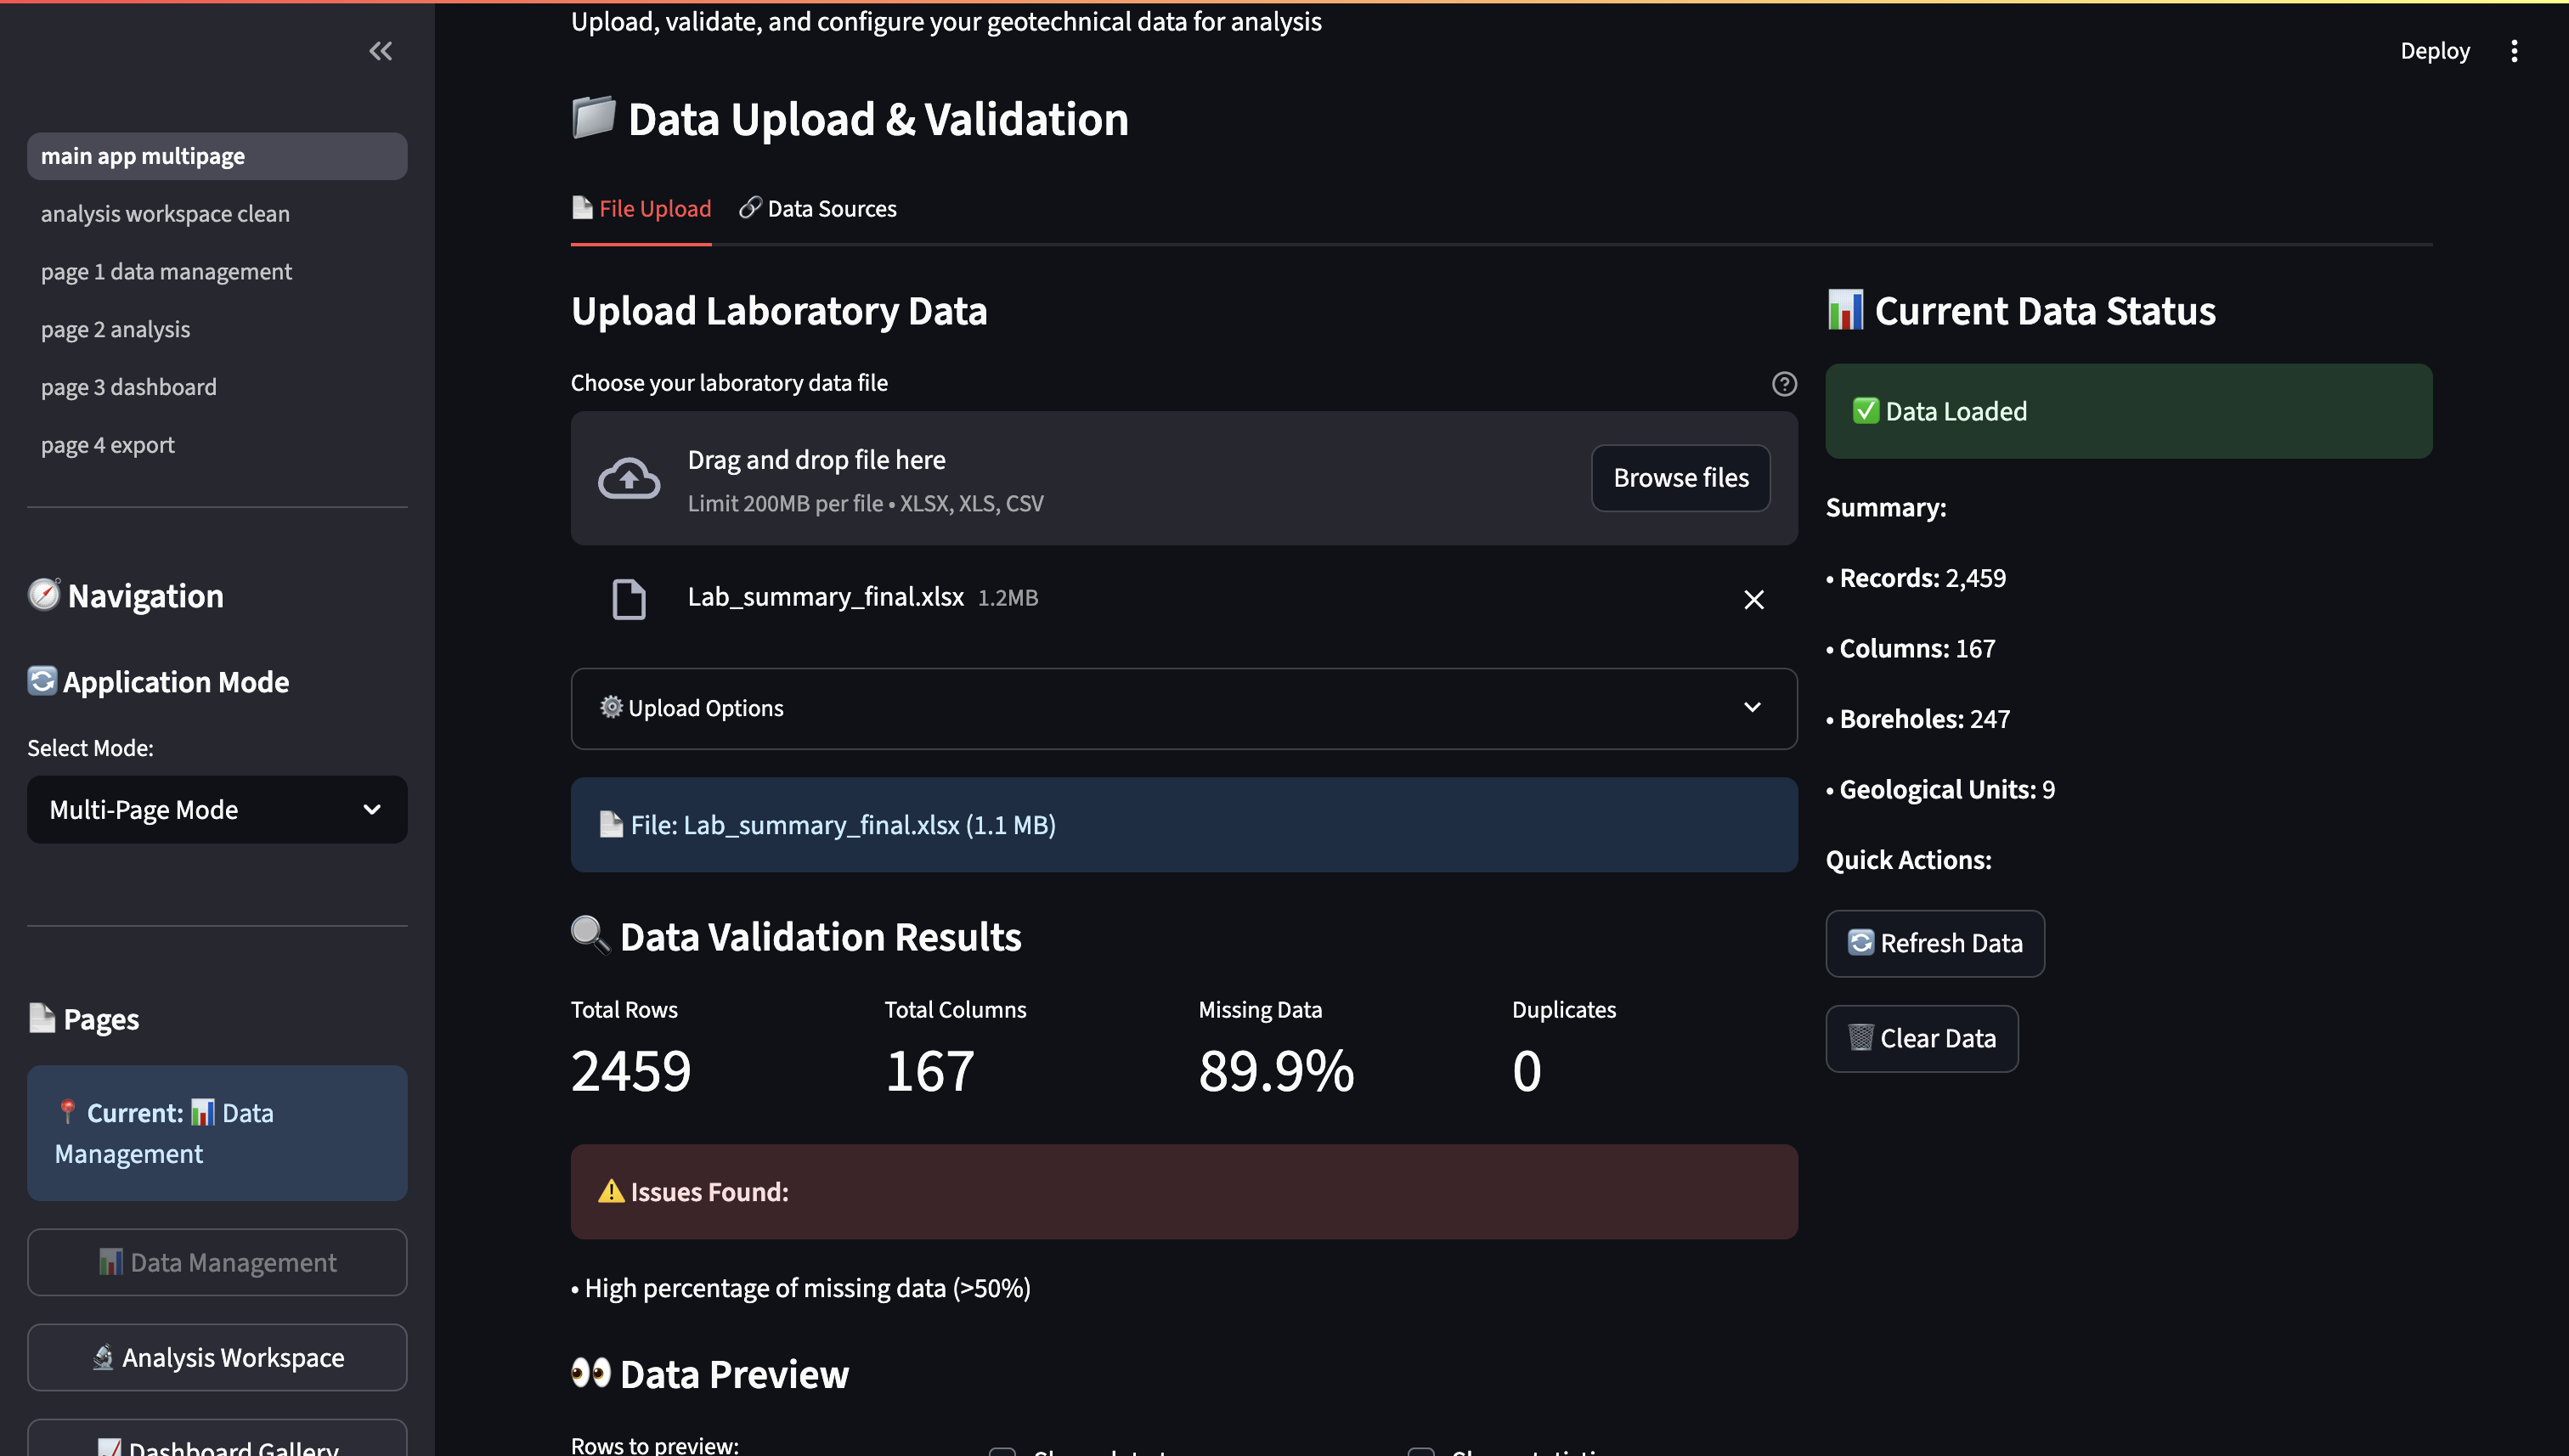 main app multipage
analysis workspace clean
page 1 data management
page 2 analysis
page 3 dashboard
page 4 export
Navigation
Application Mode
Select Mode:
Multi-Page Mode
Pages
Current: Data
Management
Data Management
Analysis Workspace
Dashboard Gallery
Upload, validate, and configure your geotechnical data for analysis
Deploy
Data Upload & Validation
File Upload
Data Sources
Upload Laboratory Data
Choose your laboratory data file
Drag and drop file here
Limit 200MB per file • XLSX, XLS, CSV
Browse files
Lab_summary_final.xlsx 1.2MB
Upload Options
File: Lab_summary_final.xlsx (1.1 MB)
Data Validation Results
Total Rows
2459
Total Columns
167
Missing Data
89.9%
Duplicates
0
Issues Found:
• High percentage of missing data (>50%)
Data Preview
Rows to preview:
Current Data Status
Data Loaded
Summary:
• Records: 2,459
• Columns: 167
• Boreholes: 247
• Geological Units: 9
Quick Actions:
Refresh Data
Clear Data